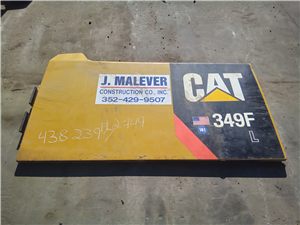 J. MALEVER
CONSTRUCTION CO., INC.
352-429-9507
CAT
349F
L